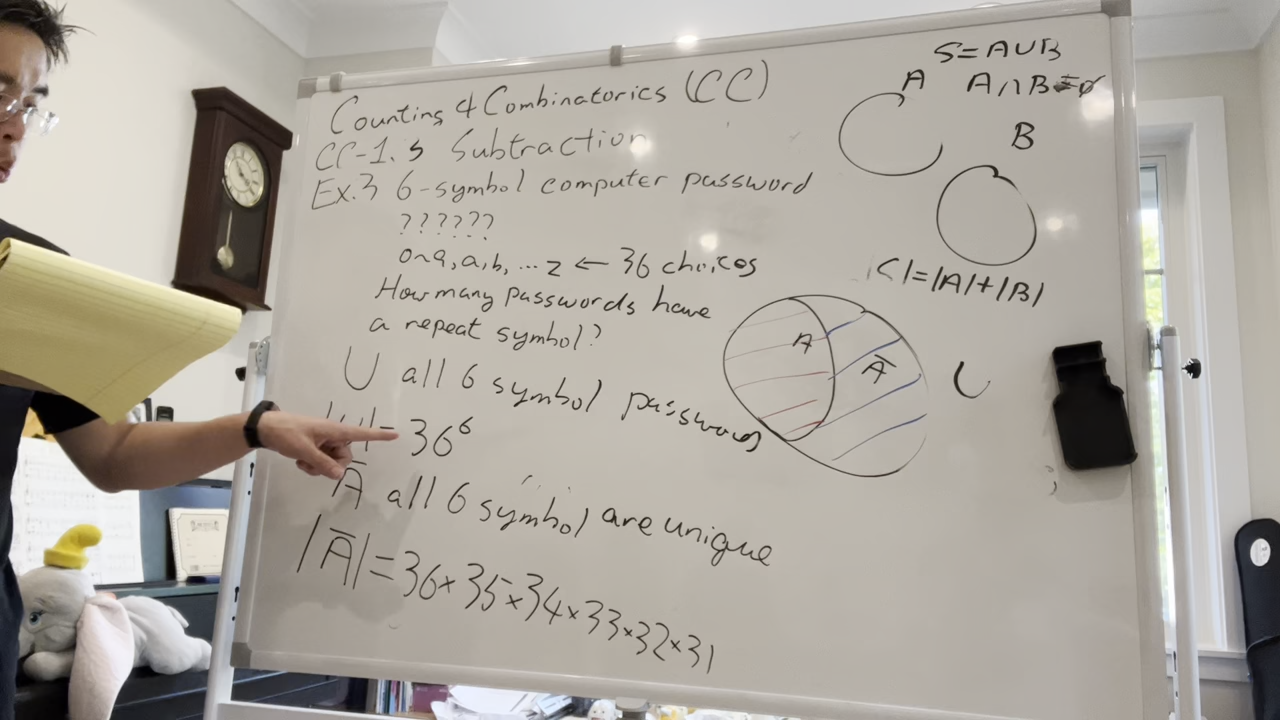 Counting & Combinatorics (CC)
CC-1.5 Subtraction
Ex.3 6-symbol computer password
??????
0~9, a, b, ... z ← 36 choices
How many passwords have
a repeat symbol?
U all 6 symbol passwords
|U| = 36⁶
Ā all 6 symbol are unique
|Ā| = 36 × 35 × 34 × 33 × 32 × 31
S = A ∪ B
A A ∩ B = ∅
B
|S| = |A| + |B|
A
Ā
U